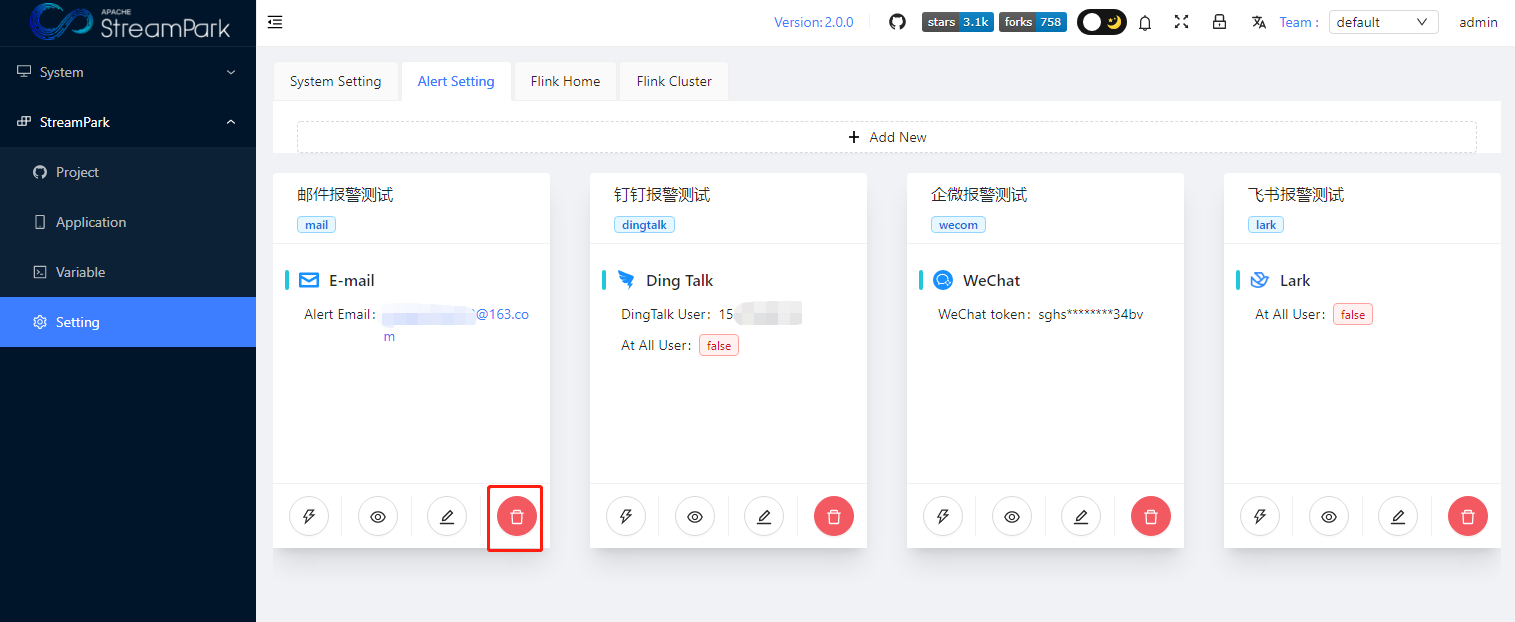 APACHE
StreamPark
Version: 2.0.0
stars 3.1k forks 758
Team : default
admin
System
StreamPark
Project
Application
Variable
Setting
System Setting
Alert Setting
Flink Home
Flink Cluster
+ Add New
邮件报警测试
mail
E-mail
Alert Email: @163.co
m
钉钉报警测试
dingtalk
Ding Talk
DingTalk User: 15
At All User: false
企微报警测试
wecom
WeChat
WeChat token: sghs********34bv
飞书报警测试
lark
Lark
At All User: false